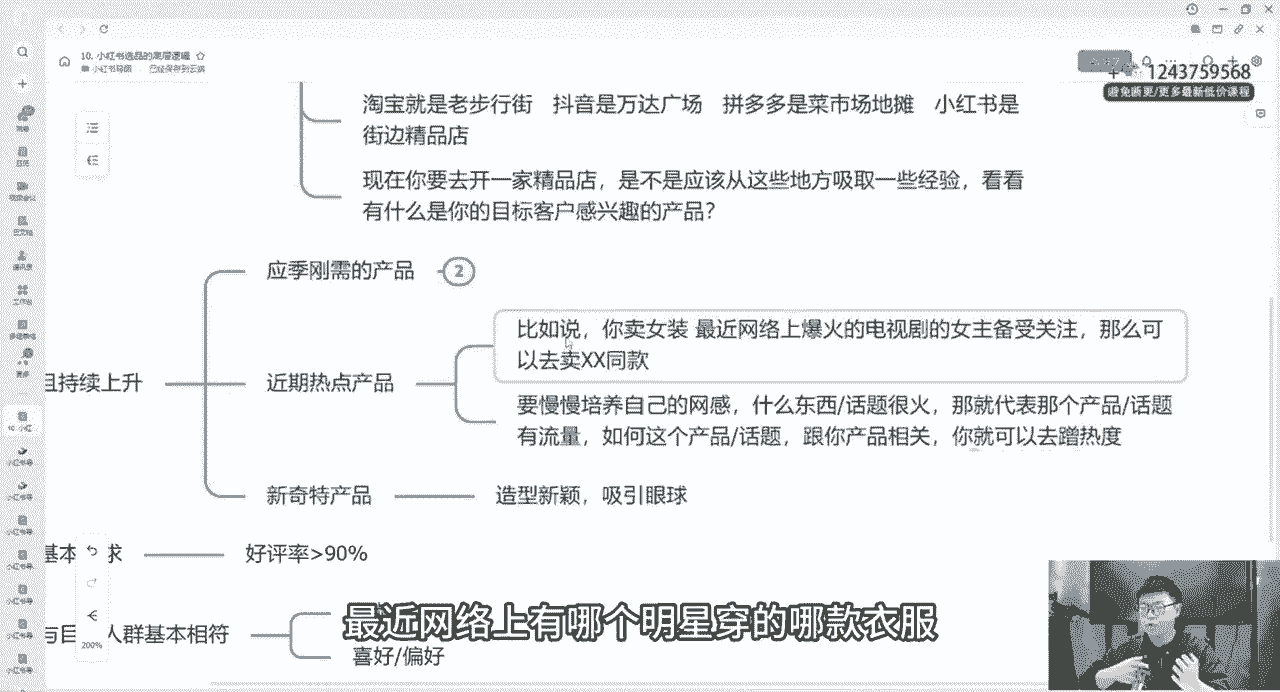 10. 小红书选品的底层逻辑
小红书导图
已经保存到云端
1243759568
避免断更/更多最新低价课程
淘宝就是老步行街 抖音是万达广场 拼多多是菜市场地摊 小红书是
街边精品店
现在你要去开一家精品店，是不是应该从这些地方吸取一些经验，看看
有什么是你的目标客户感兴趣的产品？
应季刚需的产品
2
比如说，你卖女装 最近网络上爆火的电视剧的女主备受关注，那么可
以去卖XX同款
且持续上升
近期热点产品
要慢慢培养自己的网感，什么东西/话题很火，那就代表那个产品/话题
有流量，如何这个产品/话题，跟你产品相关，你就可以去蹭热度
新奇特产品
造型新颖，吸引眼球
基本
求
好评率>90%
人群基本相符
最近网络上有哪个明星穿的哪款衣服
喜好/偏好
200%